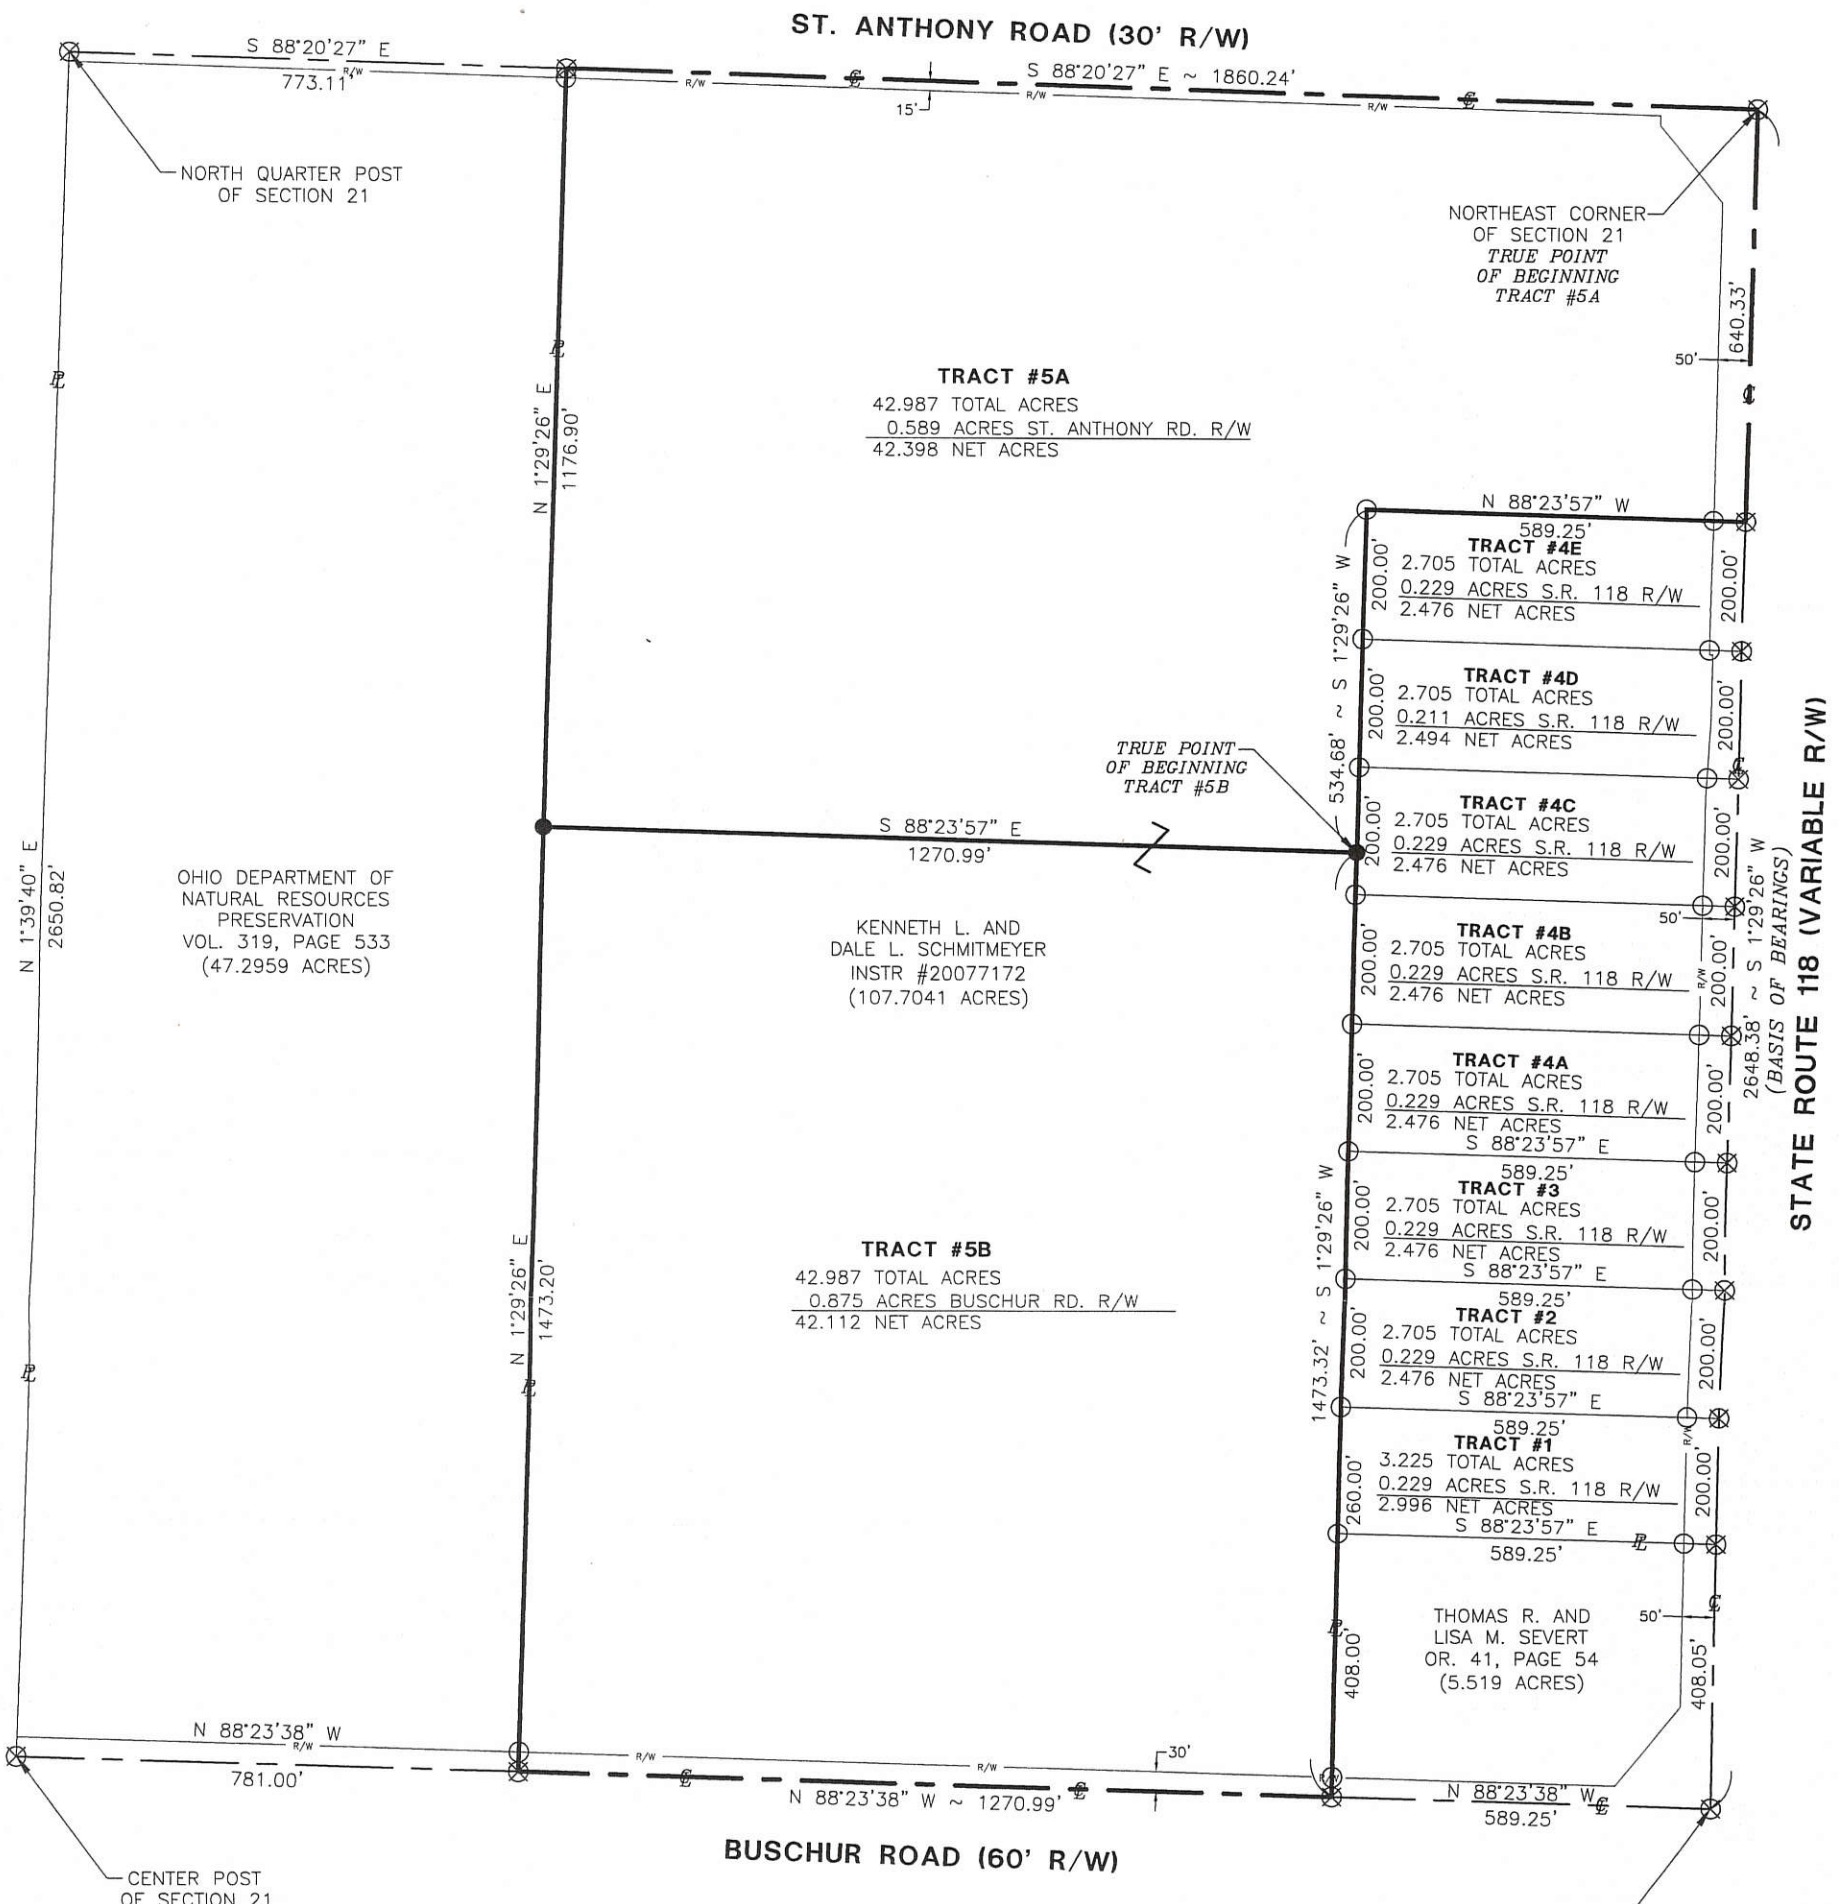 ST. ANTHONY ROAD (30' R/W)
S 88°20'27" E
773.11'
R/W
S 88°20'27" E ~ 1860.24'
R/W
R/W
R/W
15'
NORTH QUARTER POST
OF SECTION 21
NORTHEAST CORNER
OF SECTION 21
TRUE POINT
OF BEGINNING
TRACT #5A
640.33'
50'
N 1°29'26" E
1176.90'
TRACT #5A
42.987 TOTAL ACRES
0.589 ACRES ST. ANTHONY RD. R/W
42.398 NET ACRES
N 88°23'57" W
589.25'
TRACT #4E
2.705 TOTAL ACRES
0.229 ACRES S.R. 118 R/W
2.476 NET ACRES
200.00'
200.00'
534.68' ~ S 1°29'26" W
TRACT #4D
2.705 TOTAL ACRES
0.211 ACRES S.R. 118 R/W
2.494 NET ACRES
200.00'
200.00'
TRUE POINT
OF BEGINNING
TRACT #5B
TRACT #4C
2.705 TOTAL ACRES
0.229 ACRES S.R. 118 R/W
2.476 NET ACRES
200.00'
200.00'
S 88°23'57" E
1270.99'
N 1°39'40" E
2650.82'
OHIO DEPARTMENT OF
NATURAL RESOURCES
PRESERVATION
VOL. 319, PAGE 533
(47.2959 ACRES)
KENNETH L. AND
DALE L. SCHMITMEYER
INSTR #20077172
(107.7041 ACRES)
50'
TRACT #4B
2.705 TOTAL ACRES
0.229 ACRES S.R. 118 R/W
2.476 NET ACRES
200.00'
R/W
200.00'
2648.38' ~ S 1°29'26" W
(BASIS OF BEARINGS)
STATE ROUTE 118 (VARIABLE R/W)
TRACT #4A
2.705 TOTAL ACRES
0.229 ACRES S.R. 118 R/W
2.476 NET ACRES
200.00'
200.00'
S 88°23'57" E
589.25'
TRACT #3
2.705 TOTAL ACRES
0.229 ACRES S.R. 118 R/W
2.476 NET ACRES
200.00'
200.00'
S 88°23'57" E
589.25'
1473.32' ~ S 1°29'26" W
N 1°29'26" E
1473.20'
TRACT #5B
42.987 TOTAL ACRES
0.875 ACRES BUSCHUR RD. R/W
42.112 NET ACRES
TRACT #2
2.705 TOTAL ACRES
0.229 ACRES S.R. 118 R/W
2.476 NET ACRES
200.00'
200.00'
S 88°23'57" E
589.25'
R/W
TRACT #1
3.225 TOTAL ACRES
0.229 ACRES S.R. 118 R/W
2.996 NET ACRES
260.00'
200.00'
S 88°23'57" E
589.25'
THOMAS R. AND
LISA M. SEVERT
OR. 41, PAGE 54
(5.519 ACRES)
50'
408.00'
408.05'
N 88°23'38" W
R/W
781.00'
R/W
R/W
30'
R/W
N 88°23'38" W ~ 1270.99'
N 88°23'38" W
589.25'
BUSCHUR ROAD (60' R/W)
CENTER POST
OF SECTION 21